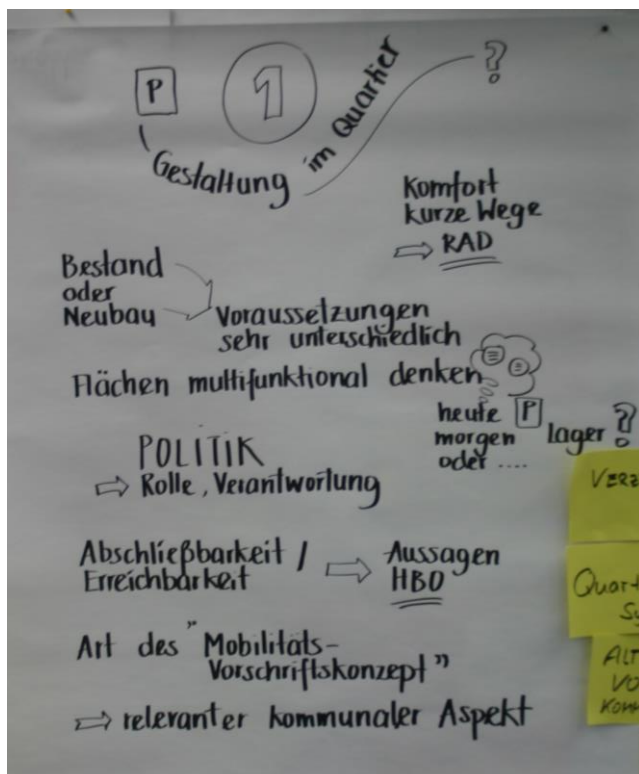 P 1 ?
Gestaltung im Quartier
Komfort
kurze Wege
⇨ RAD
Bestand
oder
Neubau
Voraussetzungen
sehr unterschiedlich
Flächen multifunktional denken
heute P
morgen lager ?
oder ....
POLITIK
⇨ Rolle, Verantwortung
Abschließbarkeit /
Erreichbarkeit
⇨ Aussagen
HBO
Art des "Mobilitäts-
Vorschriftskonzept"
⇨ relevanter kommunaler Aspekt